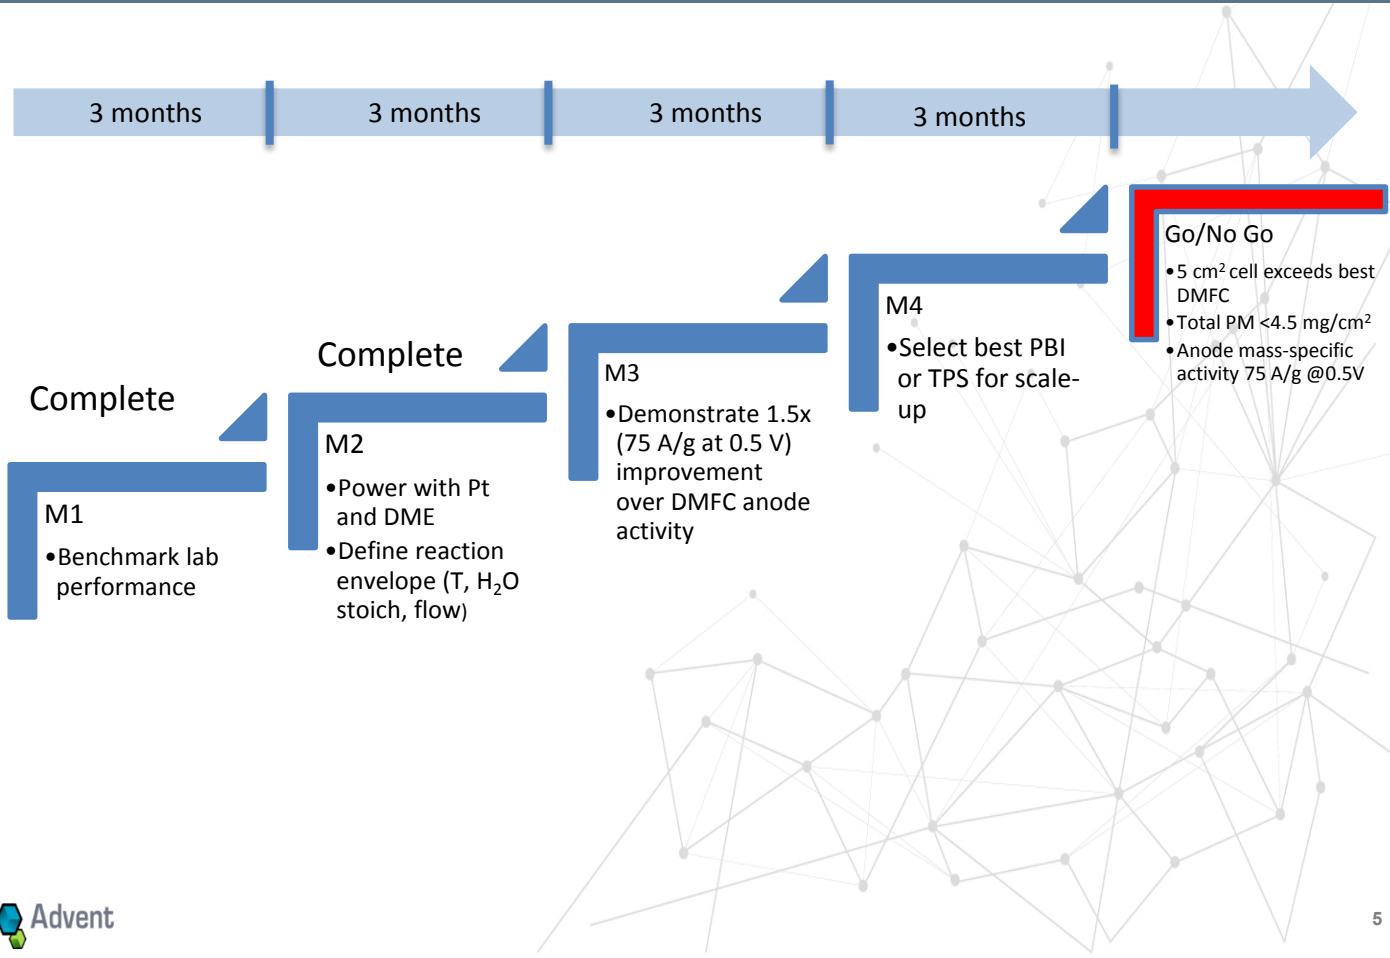 3 months
3 months
3 months
3 months
Complete
M1
•Benchmark lab
performance
Complete
M2
•Power with Pt
and DME
•Define reaction
envelope (T, H₂O
stoich, flow)
M3
•Demonstrate 1.5x
(75 A/g at 0.5 V)
improvement
over DMFC anode
activity
M4
•Select best PBI
or TPS for scale-
up
Go/No Go
•5 cm² cell exceeds best
DMFC
•Total PM <4.5 mg/cm²
•Anode mass-specific
activity 75 A/g @0.5V
Advent
5